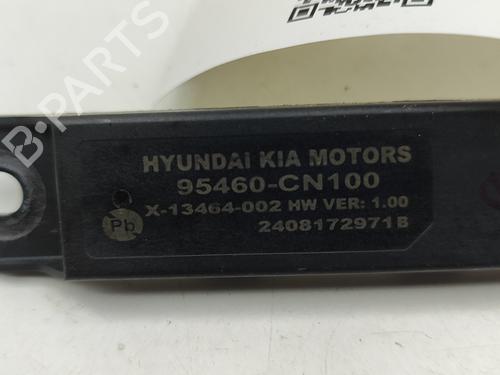 HYUNDAI KIA MOTORS
95460-CN100
X-13464-002 HW VER: 1.00
Pb
2408172971B
B-PARTS